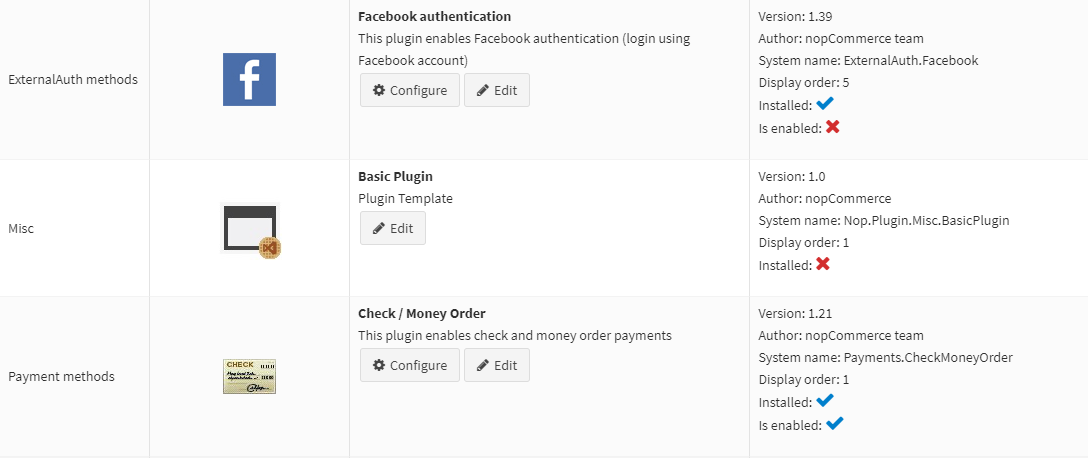 ExternalAuth methods
Facebook authentication
This plugin enables Facebook authentication (login using
Facebook account)
Configure
Edit
Version: 1.39
Author: nopCommerce team
System name: ExternalAuth.Facebook
Display order: 5
Installed:
Is enabled:
Misc
Basic Plugin
Plugin Template
Edit
Version: 1.0
Author: nopCommerce
System name: Nop.Plugin.Misc.BasicPlugin
Display order: 1
Installed:
Payment methods
CHECK
Check / Money Order
This plugin enables check and money order payments
Configure
Edit
Version: 1.21
Author: nopCommerce team
System name: Payments.CheckMoneyOrder
Display order: 1
Installed:
Is enabled: